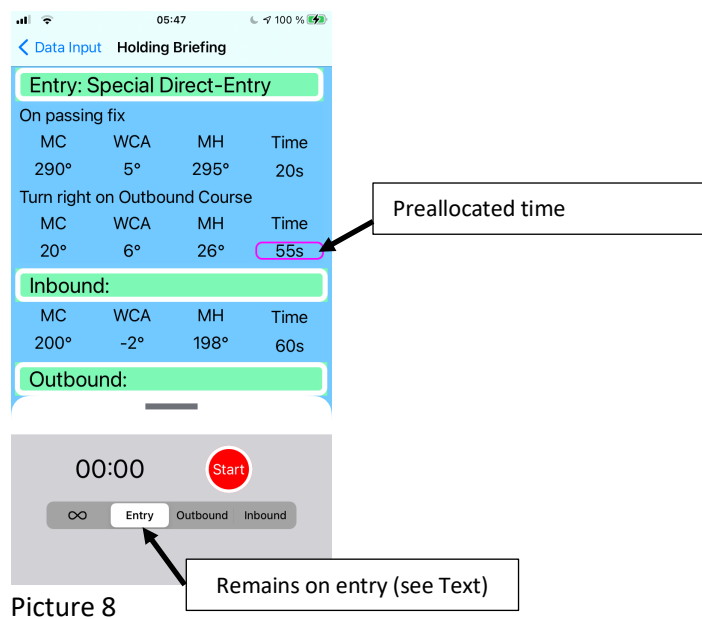 05:47 100 %
Data Input Holding Briefing
Entry: Special Direct-Entry
On passing fix
MC WCA MH Time
290° 5° 295° 20s
Turn right on Outbound Course
MC WCA MH Time
20° 6° 26° 55s
Preallocated time
Inbound:
MC WCA MH Time
200° -2° 198° 60s
Outbound:
00:00 Start
∞ Entry Outbound Inbound
Remains on entry (see Text)
Picture 8